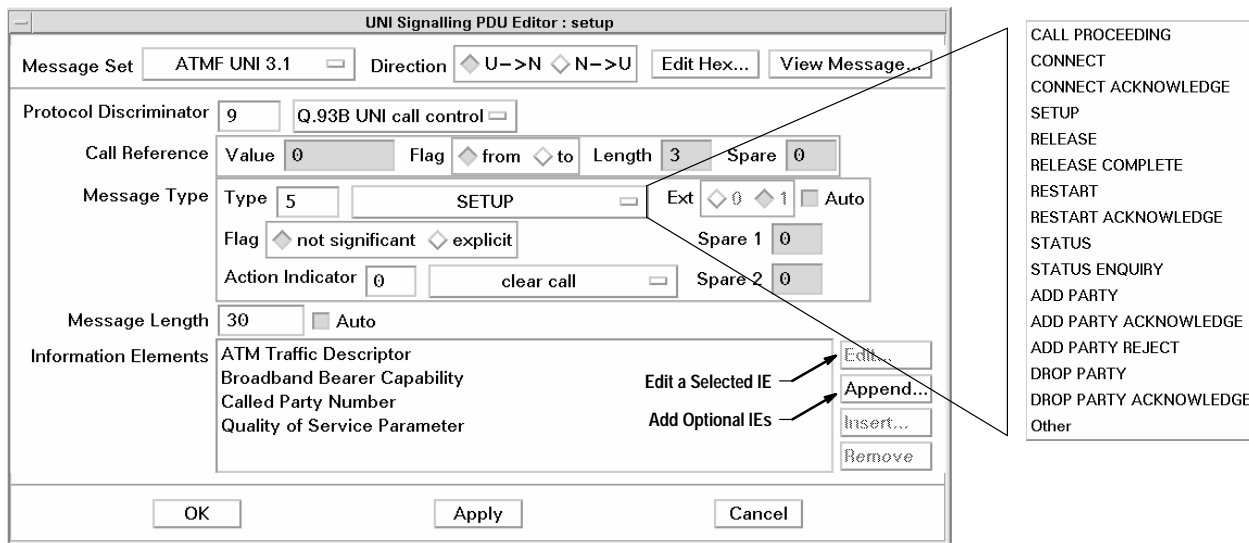 UNI Signalling PDU Editor : setup
Message Set ATMF UNI 3.1 Direction U->N N->U Edit Hex... View Message...
Protocol Discriminator 9 Q.93B UNI call control
Call Reference Value 0 Flag from to Length 3 Spare 0
Message Type Type 5 SETUP Ext 0 1 Auto
Flag not significant explicit Spare 1 0
Action Indicator 0 clear call Spare 2 0
Message Length 30 Auto
Information Elements ATM Traffic Descriptor
Broadband Bearer Capability
Called Party Number
Quality of Service Parameter
Edit a Selected IE Edit...
Add Optional IEs Append...
Insert...
Remove
OK Apply Cancel
CALL PROCEEDING
CONNECT
CONNECT ACKNOWLEDGE
SETUP
RELEASE
RELEASE COMPLETE
RESTART
RESTART ACKNOWLEDGE
STATUS
STATUS ENQUIRY
ADD PARTY
ADD PARTY ACKNOWLEDGE
ADD PARTY REJECT
DROP PARTY
DROP PARTY ACKNOWLEDGE
Other